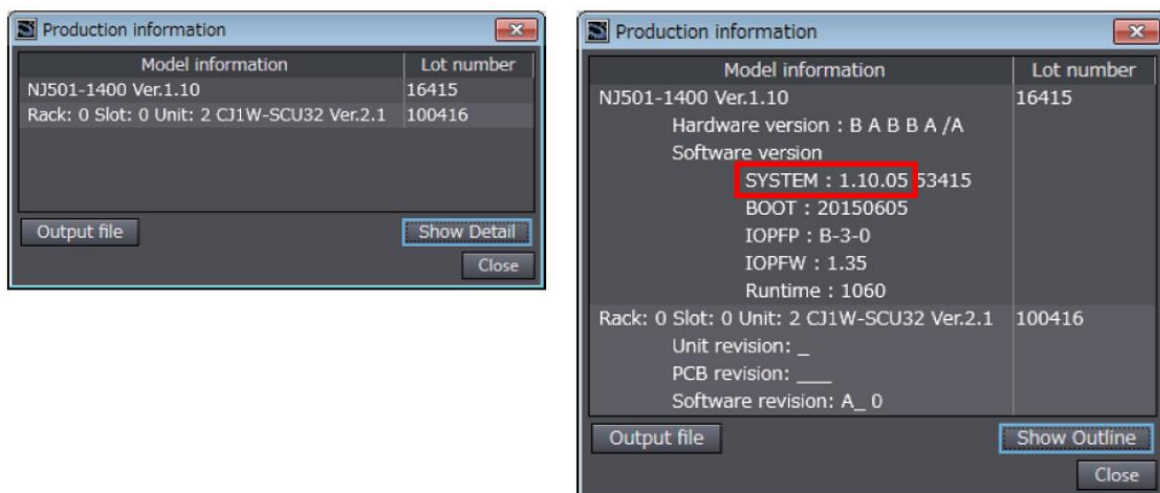 Production information
Model information Lot number
NJ501-1400 Ver.1.10 16415
Rack: 0 Slot: 0 Unit: 2 CJ1W-SCU32 Ver.2.1 100416
Output file Show Detail
Close
Production information
Model information Lot number
NJ501-1400 Ver.1.10 16415
Hardware version : B A B B A /A
Software version
SYSTEM : 1.10.05 53415
BOOT : 20150605
IOPFP : B-3-0
IOPFW : 1.35
Runtime : 1060
Rack: 0 Slot: 0 Unit: 2 CJ1W-SCU32 Ver.2.1 100416
Unit revision: _
PCB revision: ___
Software revision: A_ 0
Output file Show Outline
Close